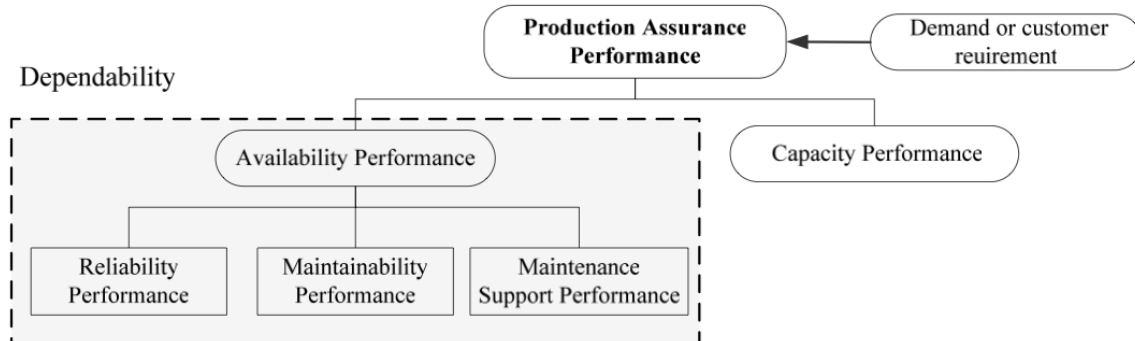 Production Assurance
Performance
Demand or customer
reuirement
Dependability
Availability Performance
Capacity Performance
Reliability
Performance
Maintainability
Performance
Maintenance
Support Performance